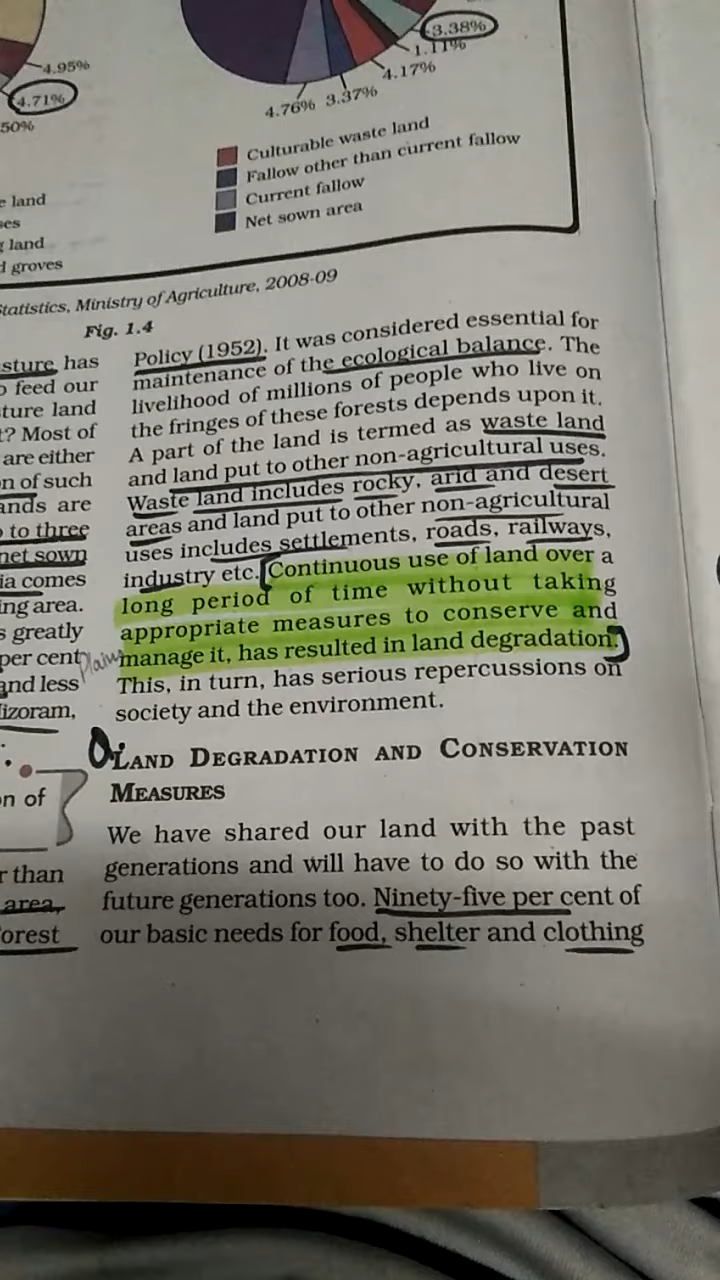 3.38%
1.11%
4.17%
3.37%
4.76%
4.95%
4.71%
50%
Culturable waste land
Fallow other than current fallow
Current fallow
Net sown area
land
land
groves
Statistics, Ministry of Agriculture, 2008-09
Fig. 1.4
has
feed our
land
? Most of
are either
of such
are
to three
net sown
comes
area.
greatly
per cent
and less
Mizoram,
n of
than
area,
Policy (1952). It was considered essential for
maintenance of the ecological balance. The
livelihood of millions of people who live on
the fringes of these forests depends upon it.
A part of the land is termed as waste land
and land put to other non-agricultural uses.
Waste land includes rocky, arid and desert
areas and land put to other non-agricultural
uses includes settlements, roads, railways,
industry etc. Continuous use of land over a
long period of time without taking
appropriate measures to conserve and
Plain manage it, has resulted in land degradation.
This, in turn, has serious repercussions on
society and the environment.
LAND DEGRADATION AND CONSERVATION
MEASURES
We have shared our land with the past
generations and will have to do so with the
future generations too. Ninety-five per cent of
our basic needs for food, shelter and clothing